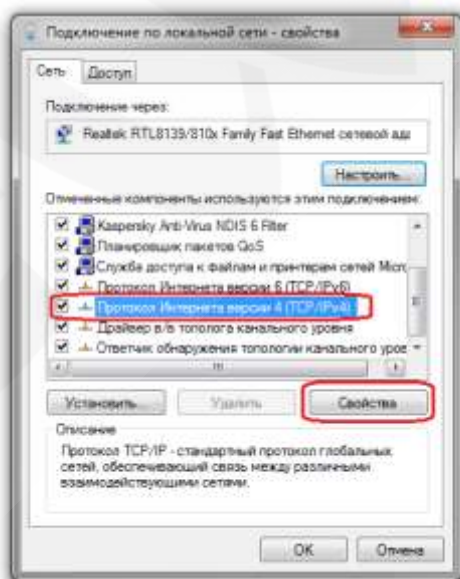 Подключение по локальной сети - свойства
Сеть Доступ
Подключение через:
Realtek RTL8139/810x Family Fast Ethernet сетевой ада
Настроить...
Отмеченные компоненты используются этим подключением:
Kaspersky Anti-Virus NDIS 6 Filter
Планировщик пакетов QoS
Служба доступа к файлам и принтерам сетей Micro
Протокол Интернета версии 6 (TCP/IPv6)
Протокол Интернета версии 4 (TCP/IPv4)
Драйвер в/в тополога канального уровня
Ответчик обнаружения топологии канального уров
Установить... Удалить Свойства
Описание
Протокол TCP/IP - стандартный протокол глобальных
сетей, обеспечивающий связь между различными
взаимодействующими сетями.
OK Отмена